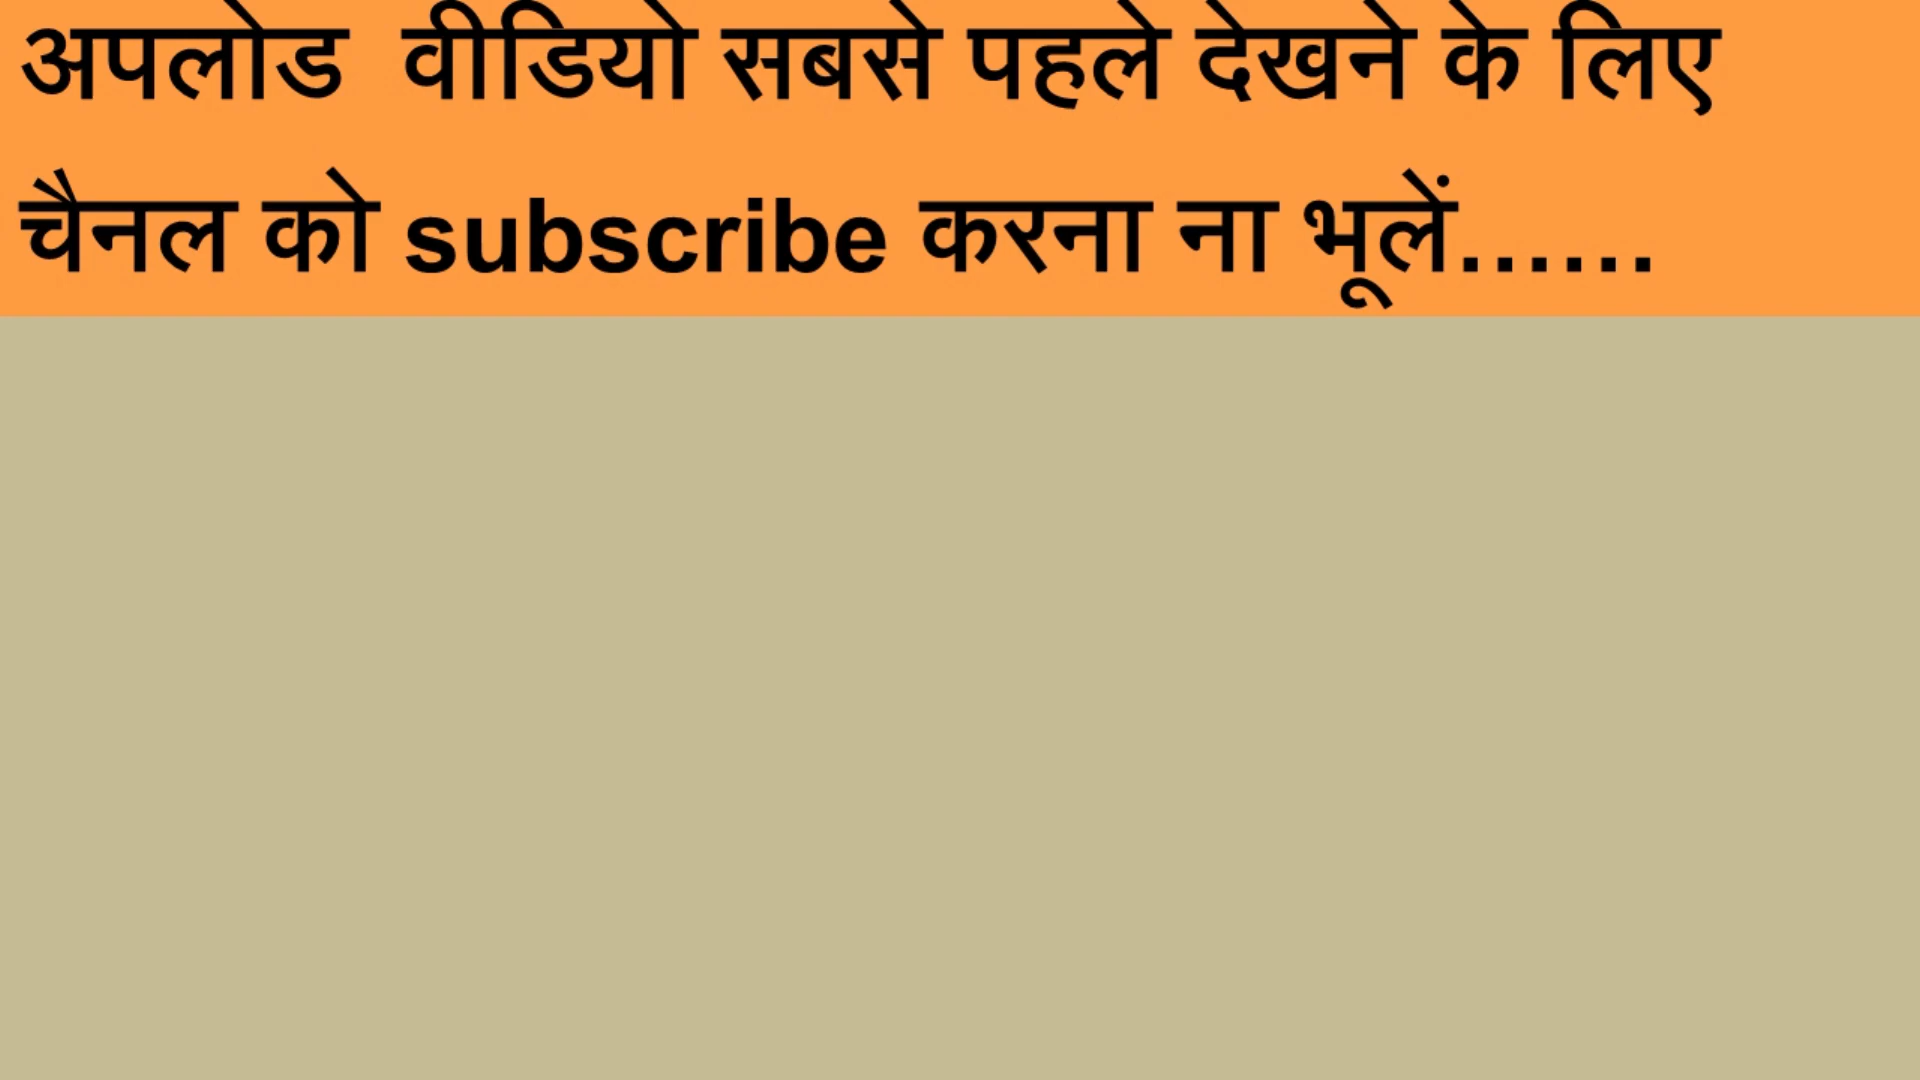 अपलोड  वीडियो सबसे पहले देखने के लिए
चैनल को subscribe करना ना भूलें......